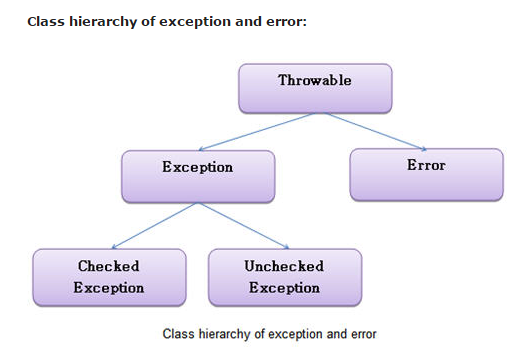 Class hierarchy of exception and error:
Throwable
Exception
Error
Checked
Exception
Unchecked
Exception
Class hierarchy of exception and error